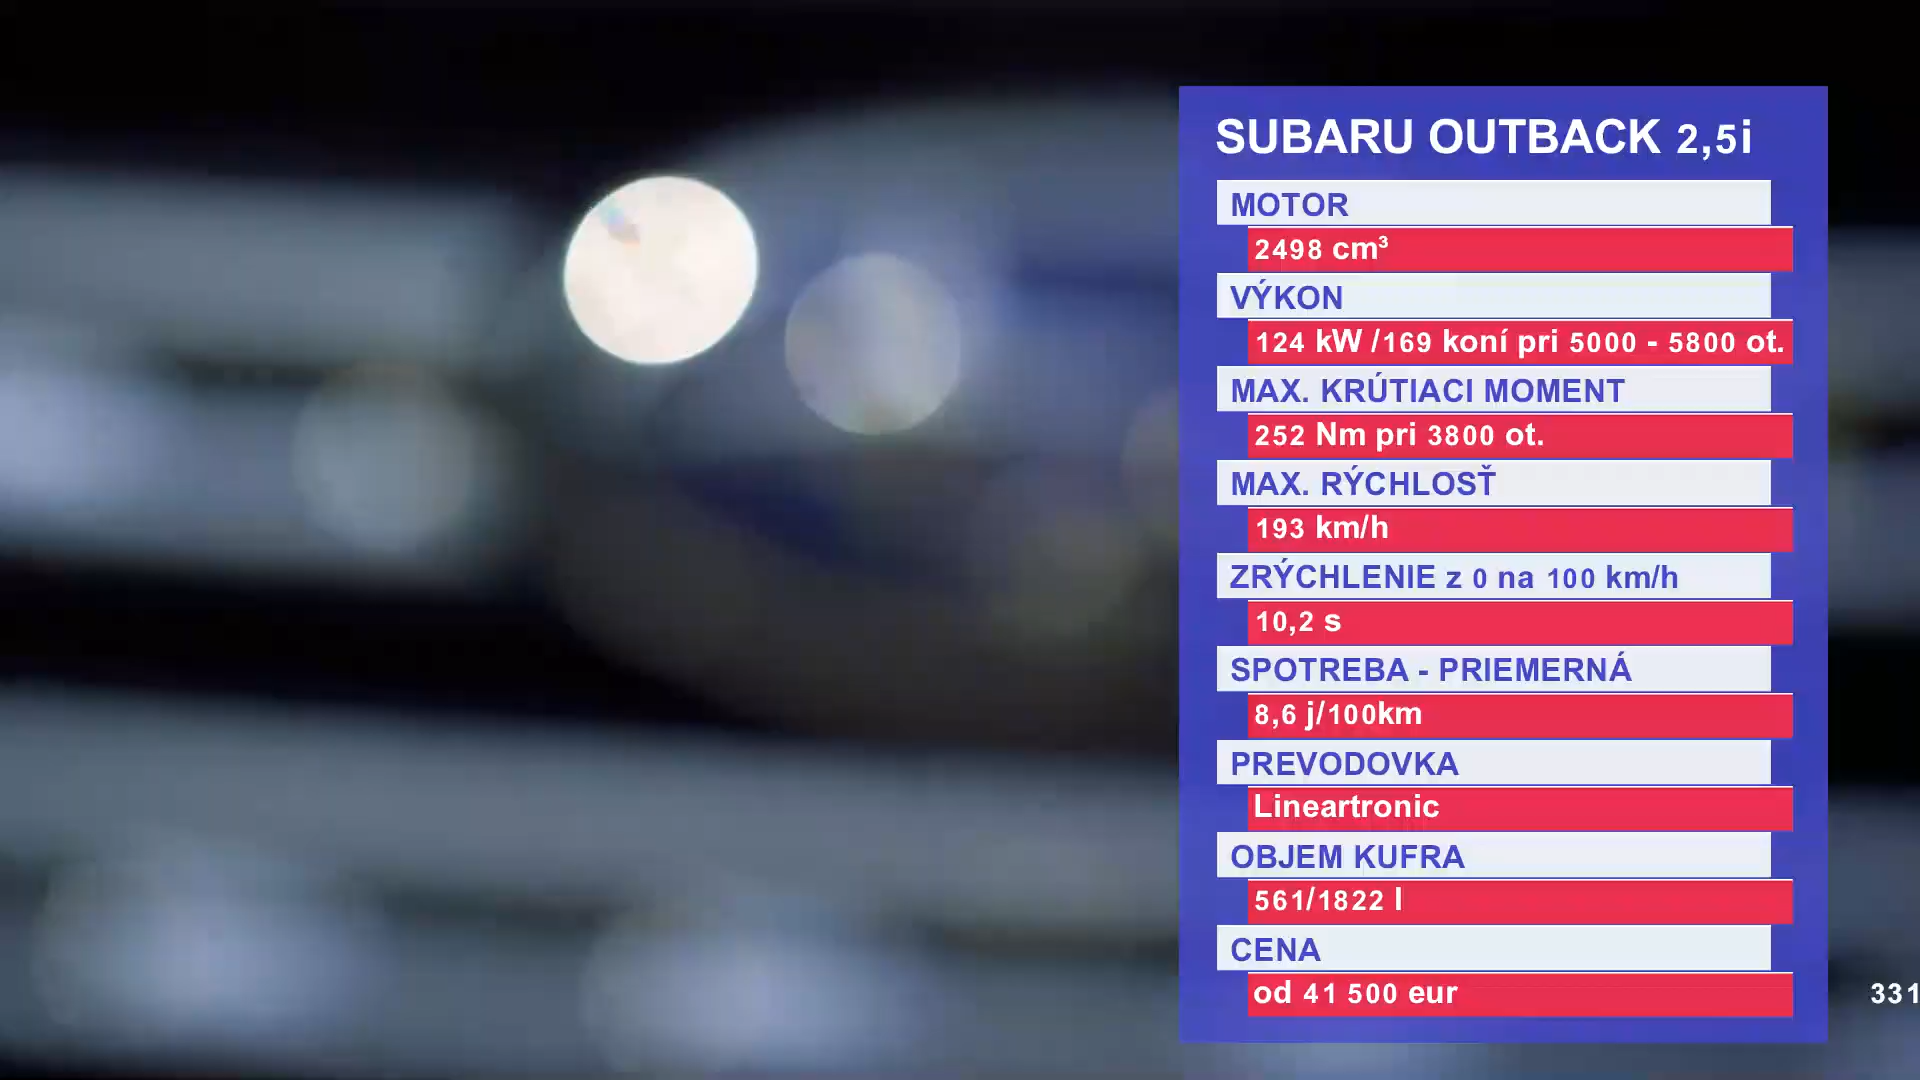 SUBARU OUTBACK 2,5i
MOTOR
2498 cm³
VÝKON
124 kW /169 koní pri 5000 - 5800 ot.
MAX. KRÚTIACI MOMENT
252 Nm pri 3800 ot.
MAX. RÝCHLOSŤ
193 km/h
ZRÝCHLENIE z 0 na 100 km/h
10,2 s
SPOTREBA - PRIEMERNÁ
8,6 j/100km
PREVODOVKA
Lineartronic
OBJEM KUFRA
561/1822 l
CENA
od 41 500 eur
331